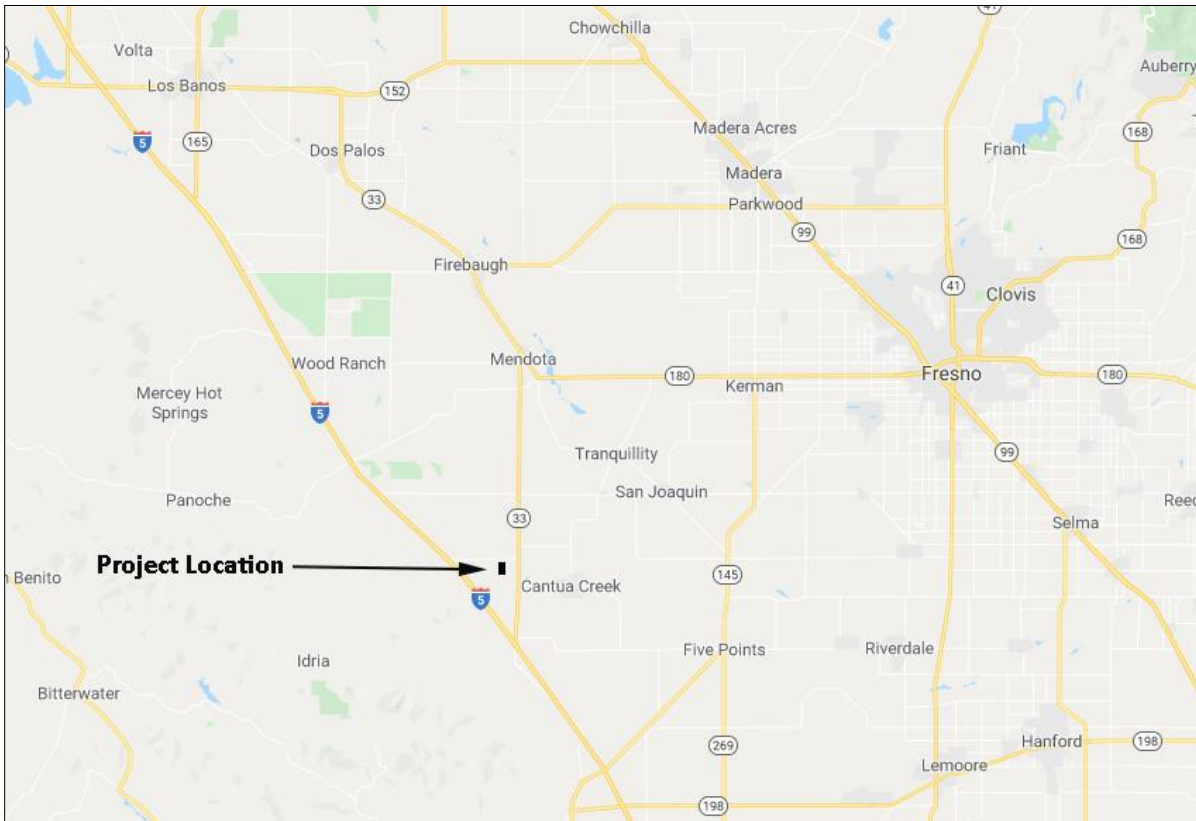 41
Chowchilla
Volta
Auberry
Los Banos
152
165
5
Madera Acres
168
Dos Palos
Friant
Madera
33
Parkwood
99
168
Firebaugh
41
Clovis
Mendota
Wood Ranch
180
Kerman
Fresno
180
Mercey Hot
Springs
5
99
Tranquillity
San Joaquin
Panoche
33
Selma
Project Location
145
Cantua Creek
Benito
5
Five Points
Riverdale
Idria
Bitterwater
269
Hanford
198
Lemoore
198